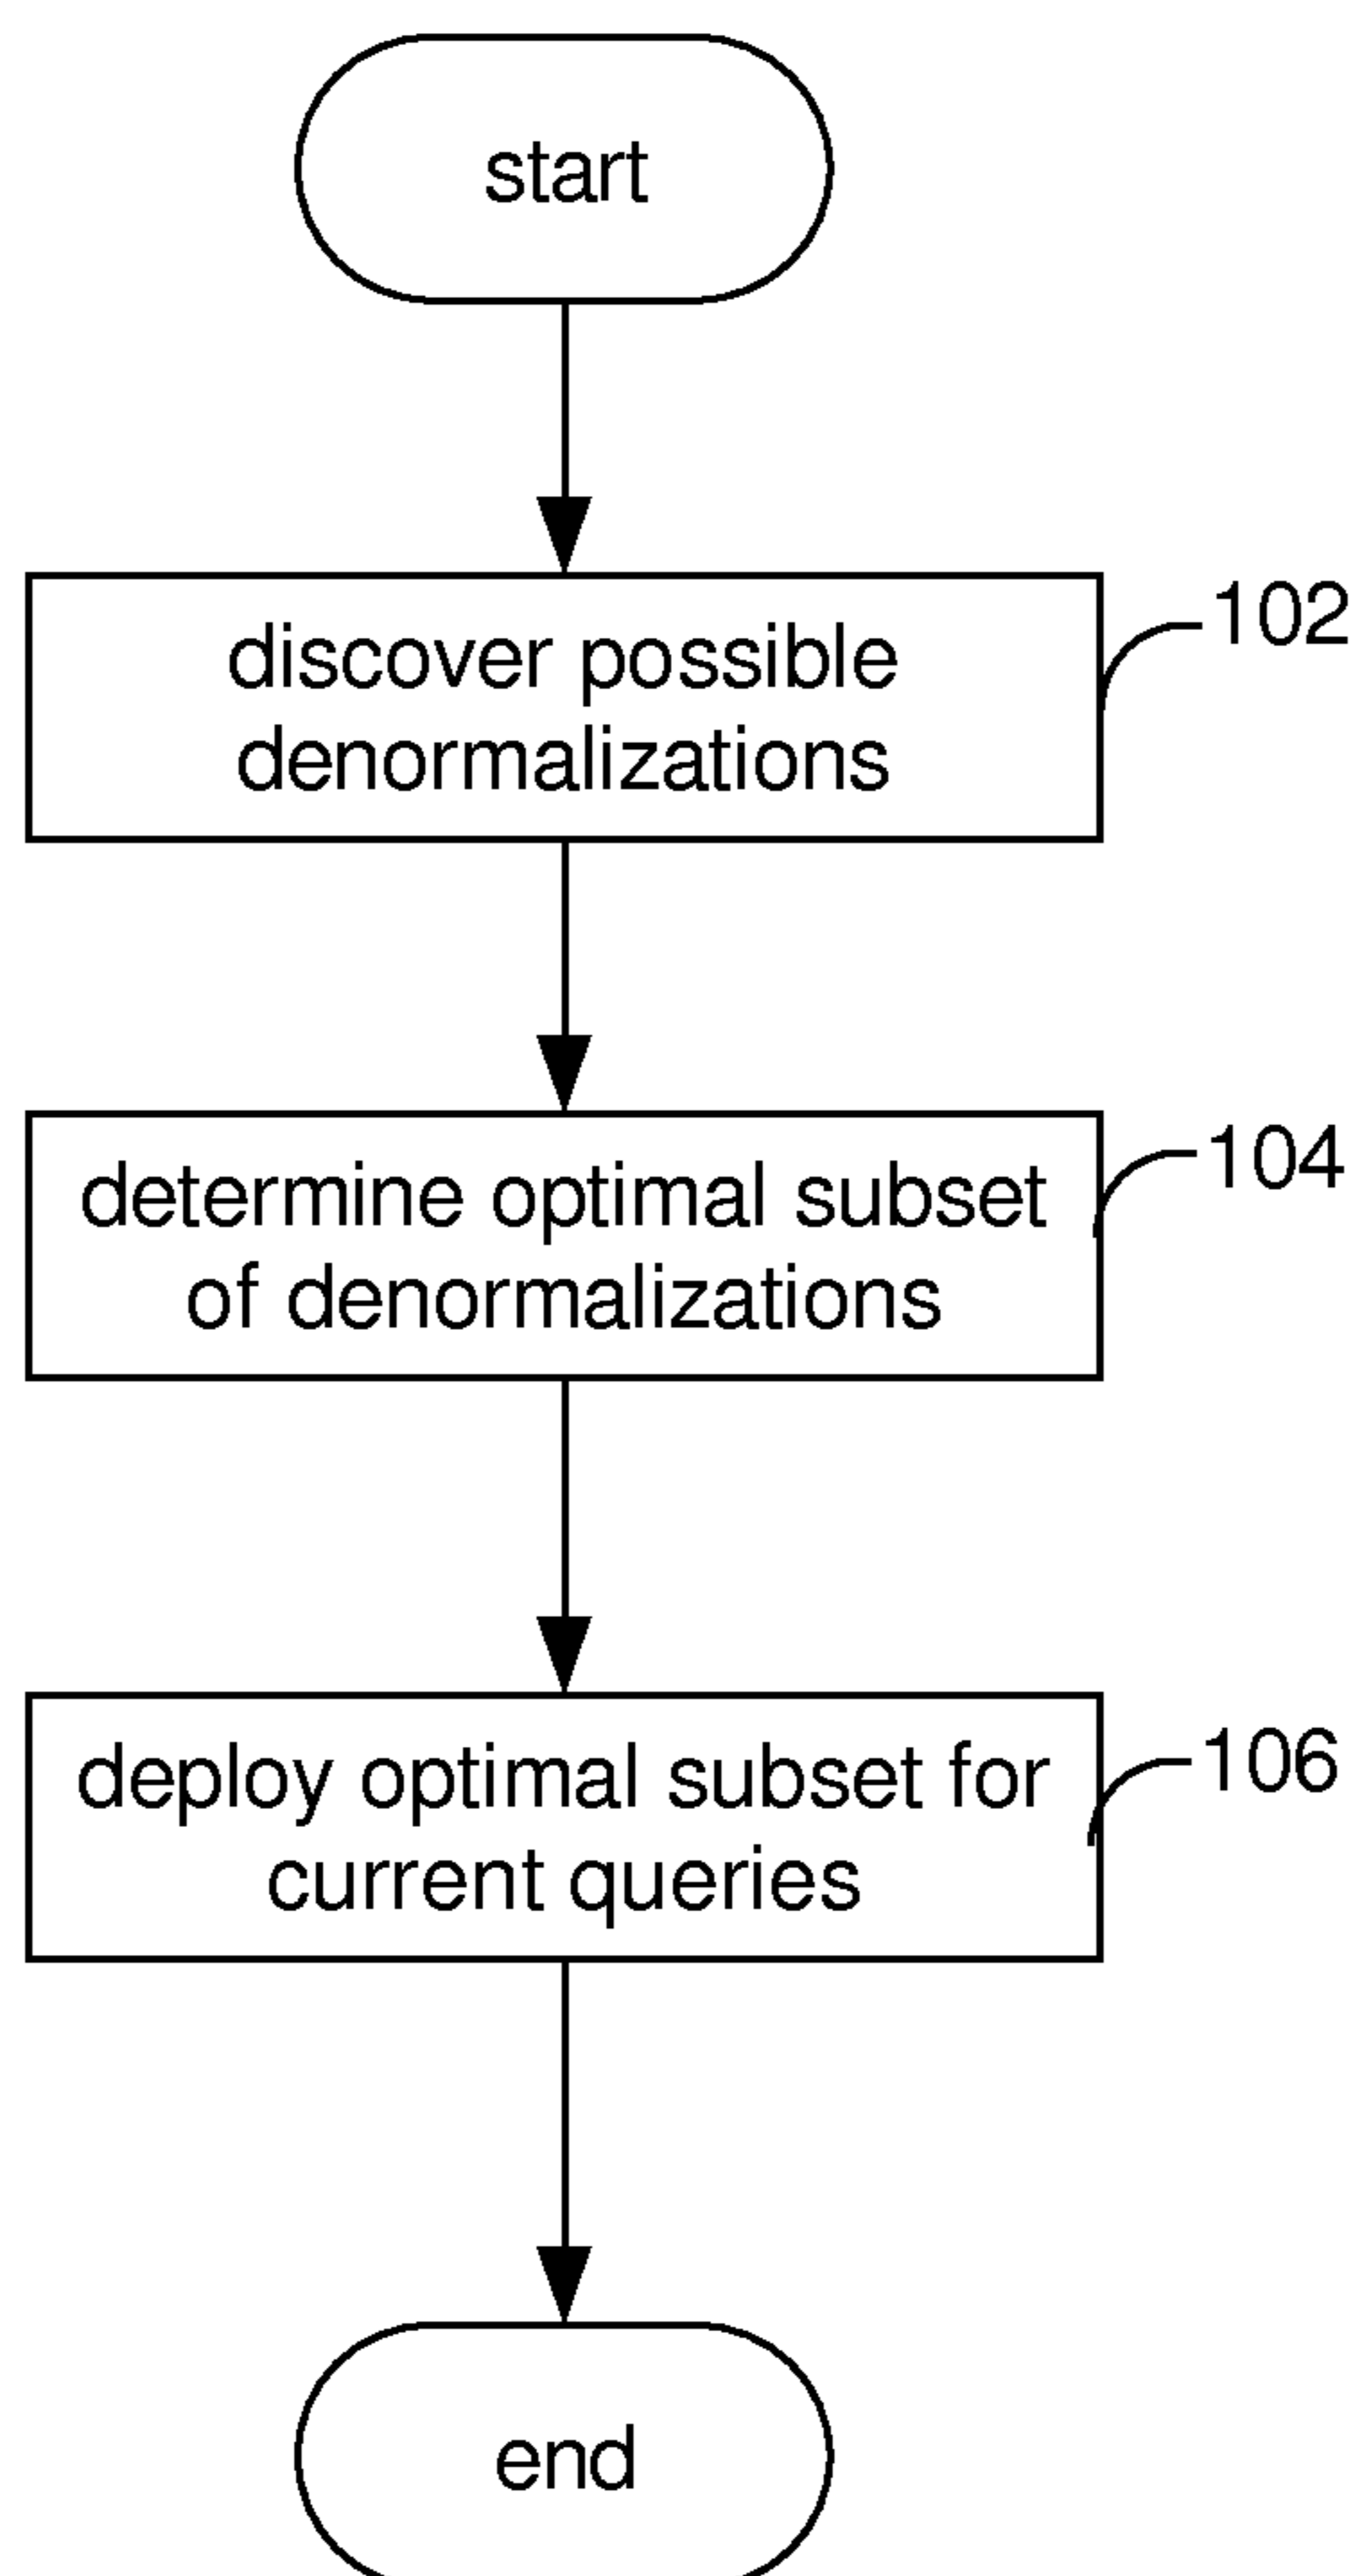 start
discover possible
denormalizations
102
determine optimal subset
of denormalizations
104
deploy optimal subset for
current queries
106
end